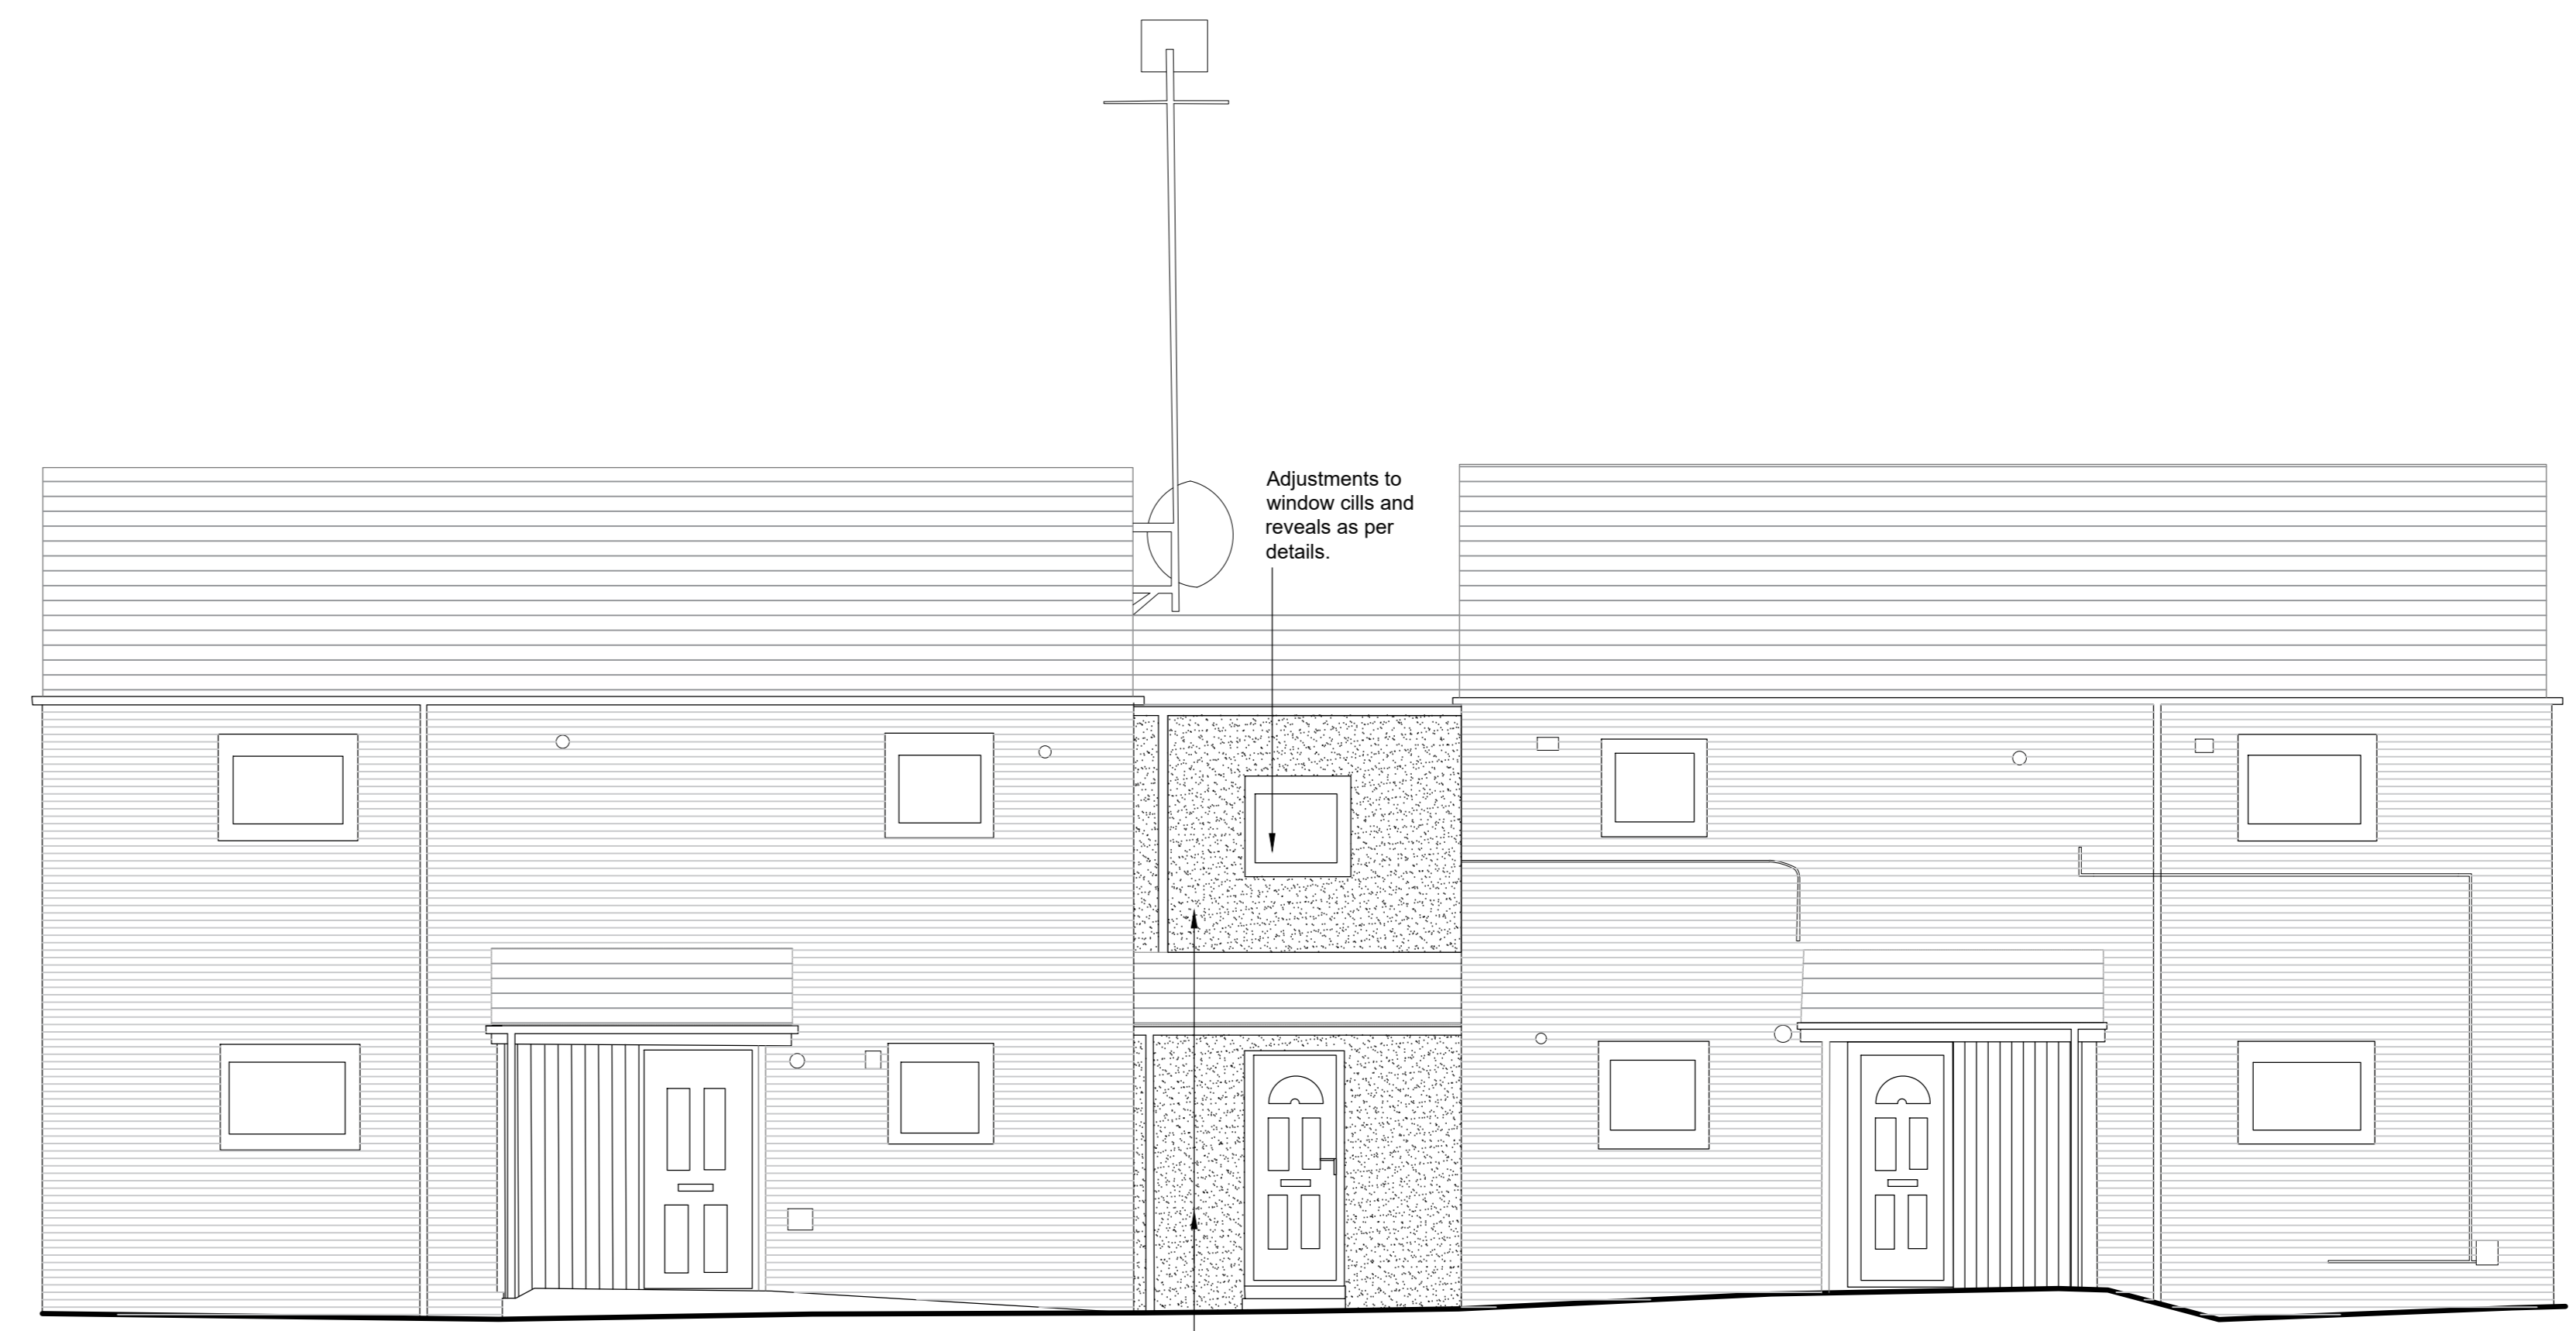 Adjustments to
window cills and
reveals as per
details.